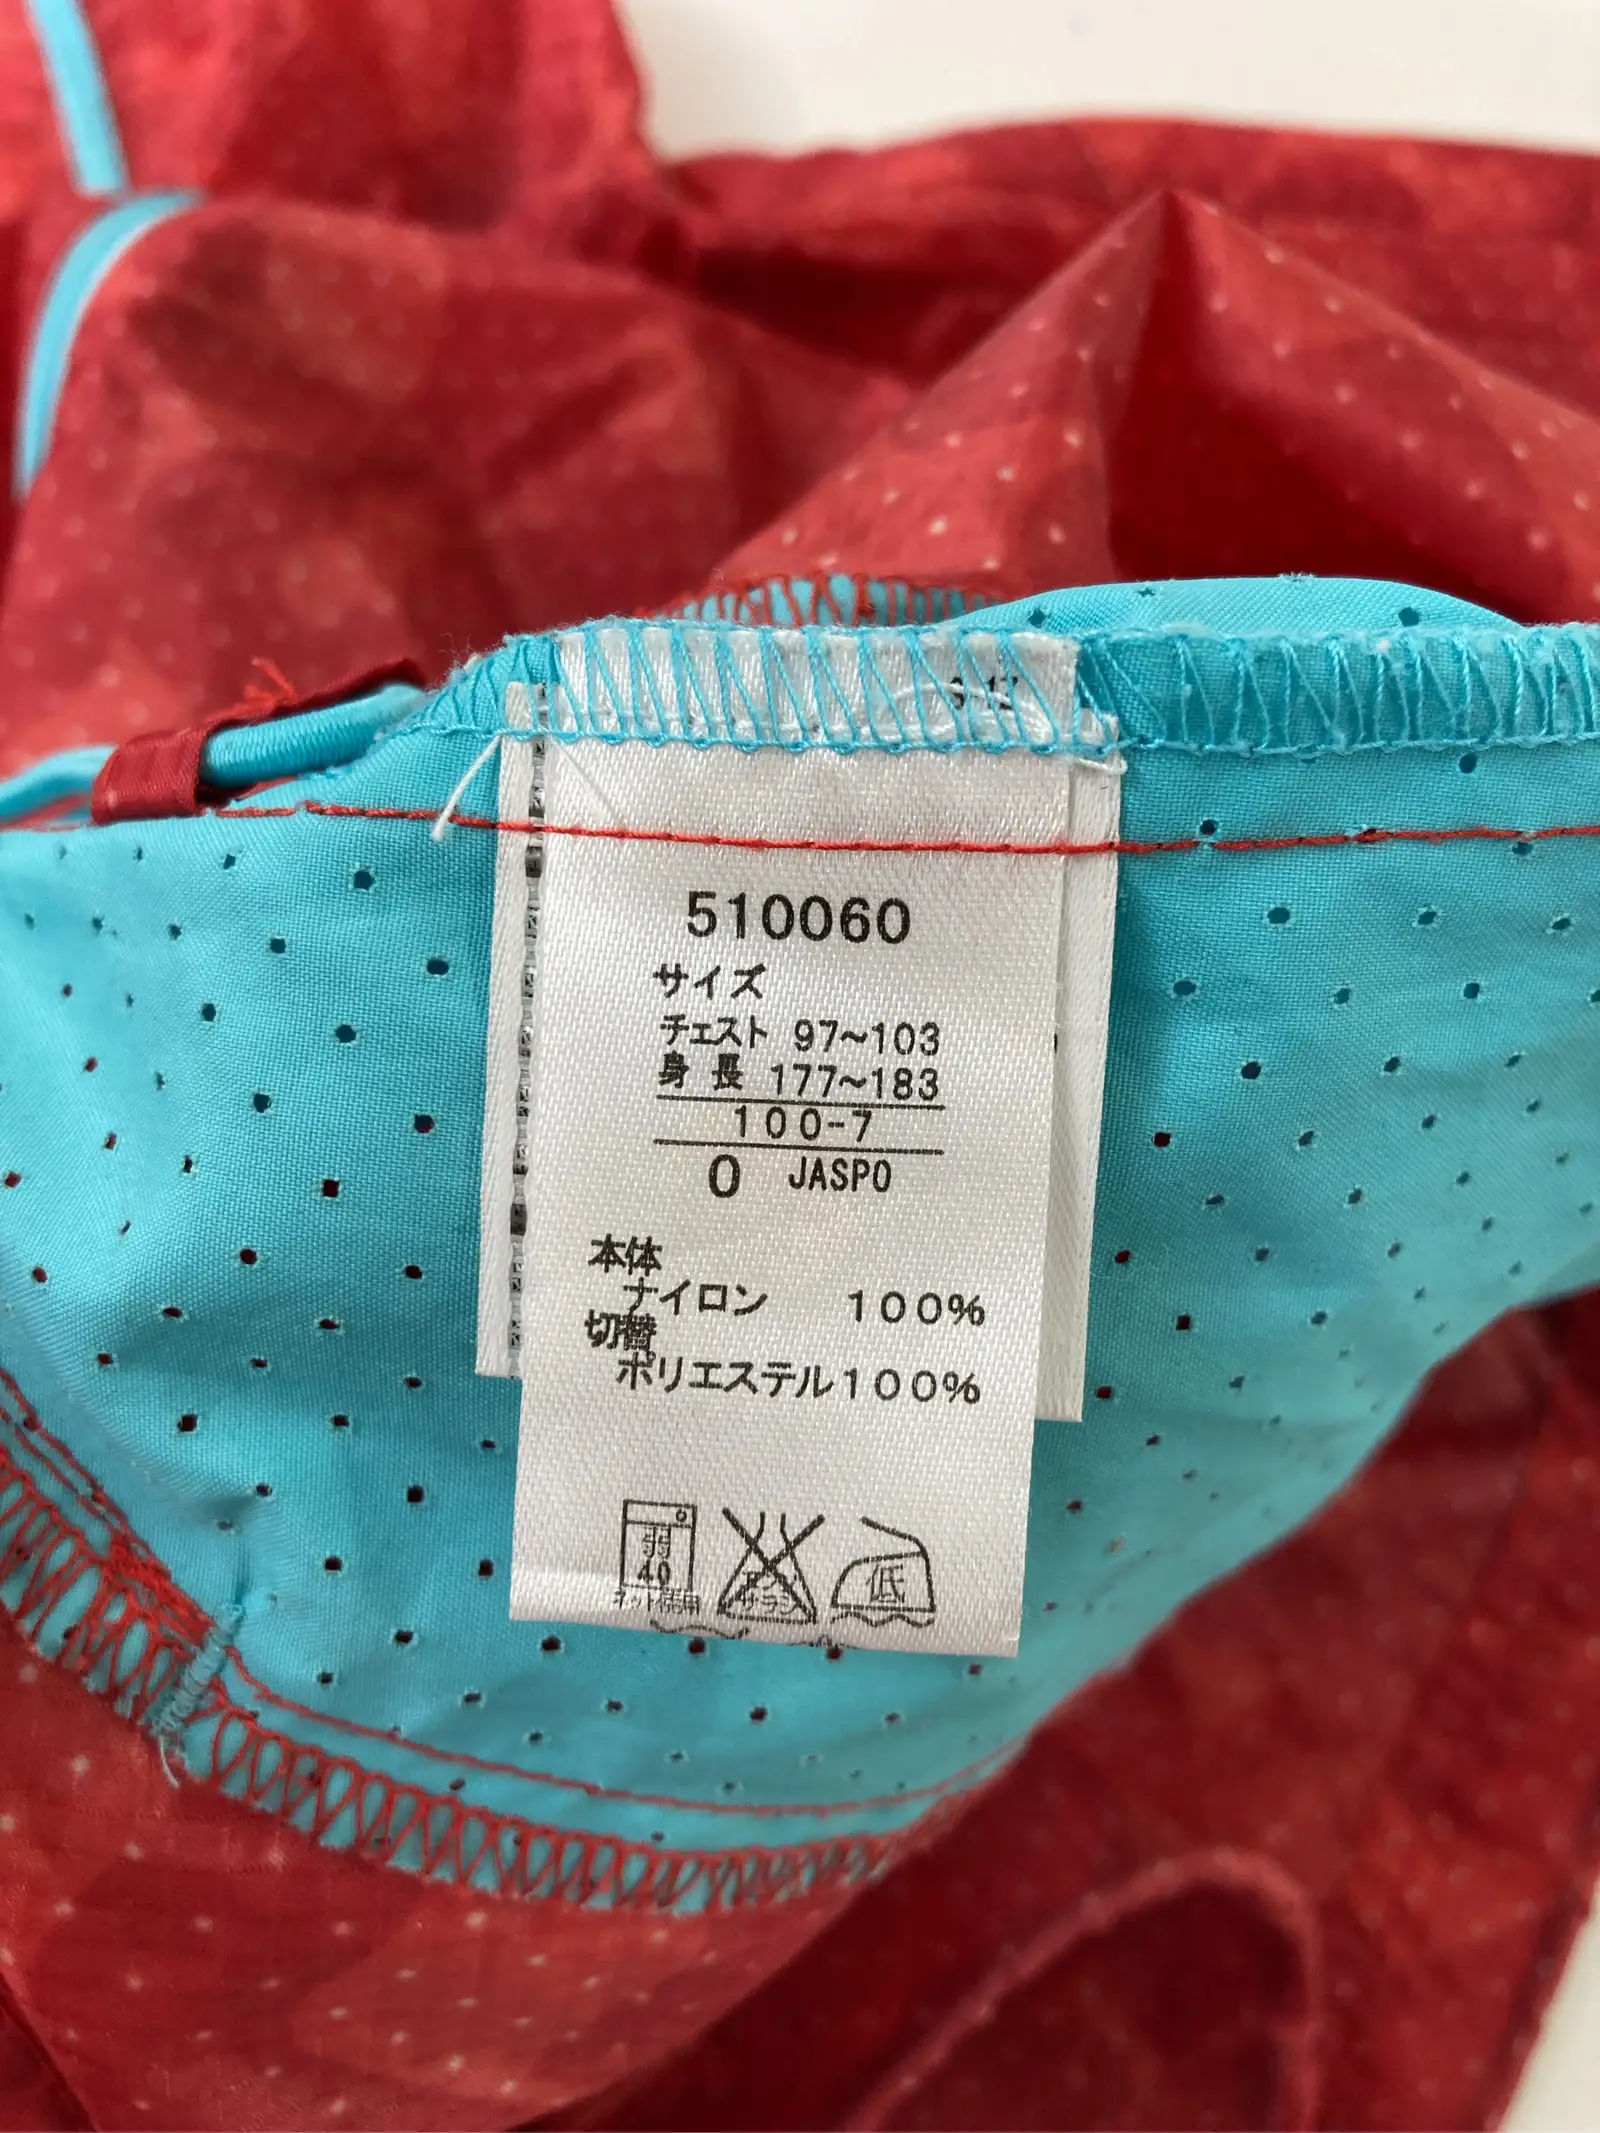 510060
サイズ
チェスト 97~103
身長 177~183
100-7
O JASPO
本体
ナイロン 100%
切替
ポリエステル100%
弱
40
ネット使用
低